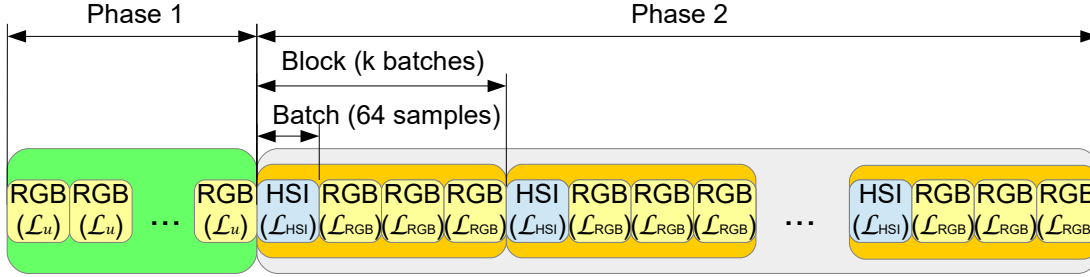 Phase 1 Phase 2
Block (k batches)
Batch (64 samples)
RGB RGB RGB HSI RGB RGB RGB HSI RGB RGB RGB HSI RGB RGB RGB
(ℒu) (ℒu) ... (ℒu) (ℒHSI) (ℒRGB) (ℒRGB) (ℒRGB) (ℒHSI) (ℒRGB) (ℒRGB) (ℒRGB) ... (ℒHSI) (ℒRGB) (ℒRGB) (ℒRGB